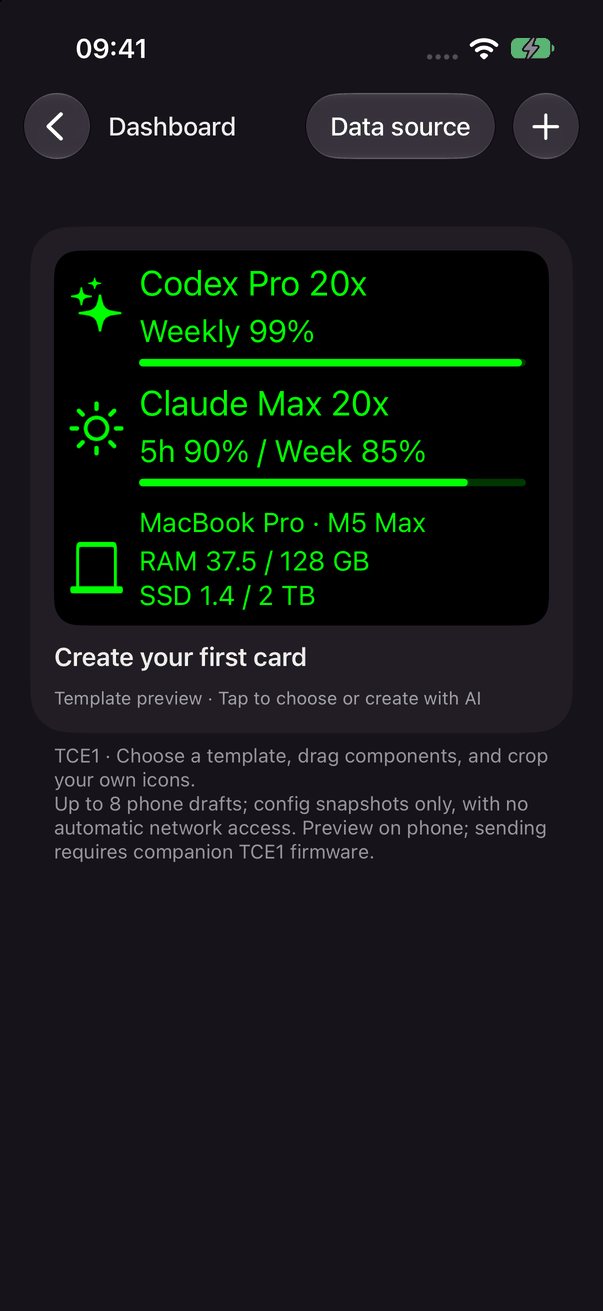 09:41
Dashboard
Data source
Codex Pro 20x
Weekly 99%
Claude Max 20x
5h 90% / Week 85%
MacBook Pro · M5 Max
RAM 37.5 / 128 GB
SSD 1.4 / 2 TB
Create your first card
Template preview · Tap to choose or create with AI
TCE1 · Choose a template, drag components, and crop
your own icons.
Up to 8 phone drafts; config snapshots only, with no
automatic network access. Preview on phone; sending
requires companion TCE1 firmware.